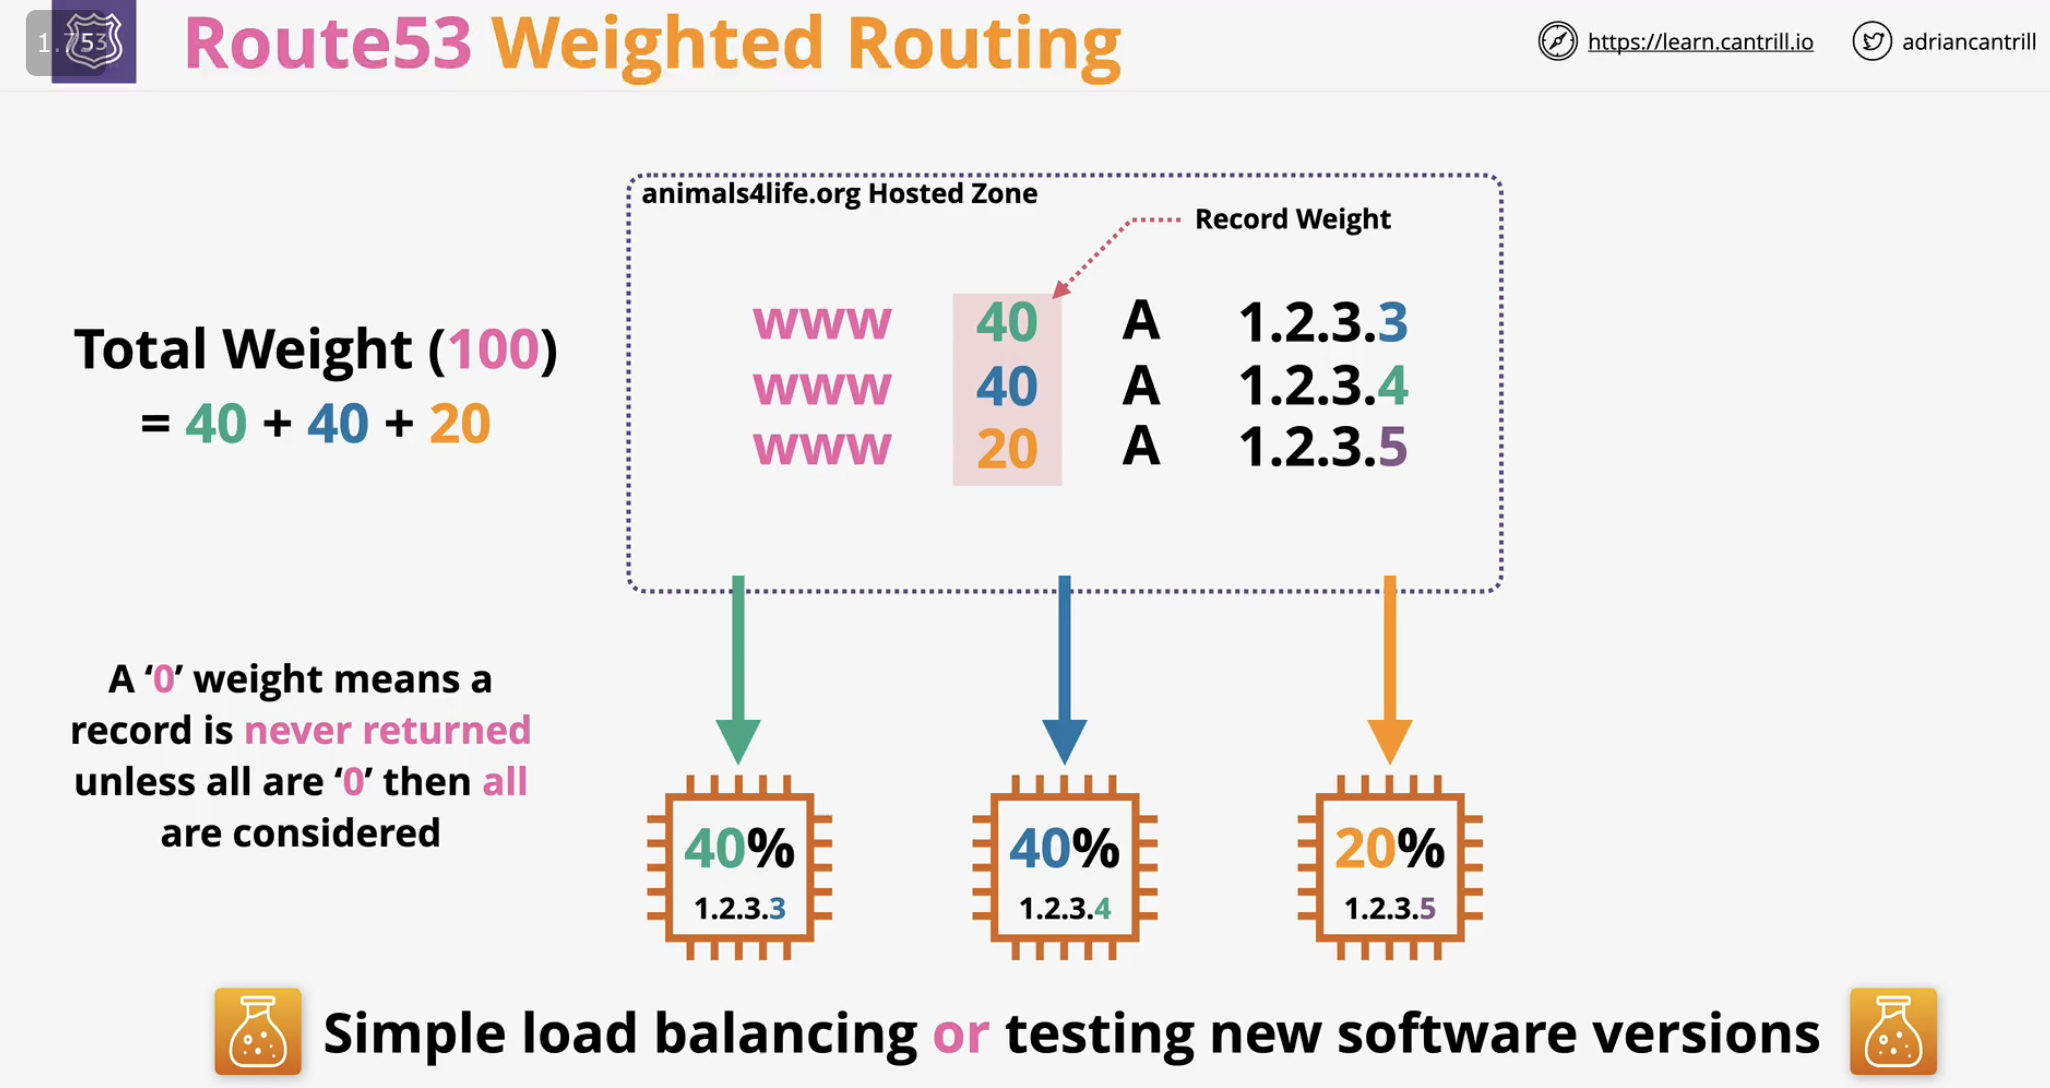 53
Route53 Weighted Routing
https://learn.cantrill.io
adriancantrill
animals4life.org Hosted Zone
Record Weight
www 40 A 1.2.3.3
www 40 A 1.2.3.4
www 20 A 1.2.3.5
Total Weight (100)
= 40 + 40 + 20
A ‘0’ weight means a
record is never returned
unless all are ‘0’ then all
are considered
40%
1.2.3.3
40%
1.2.3.4
20%
1.2.3.5
Simple load balancing or testing new software versions